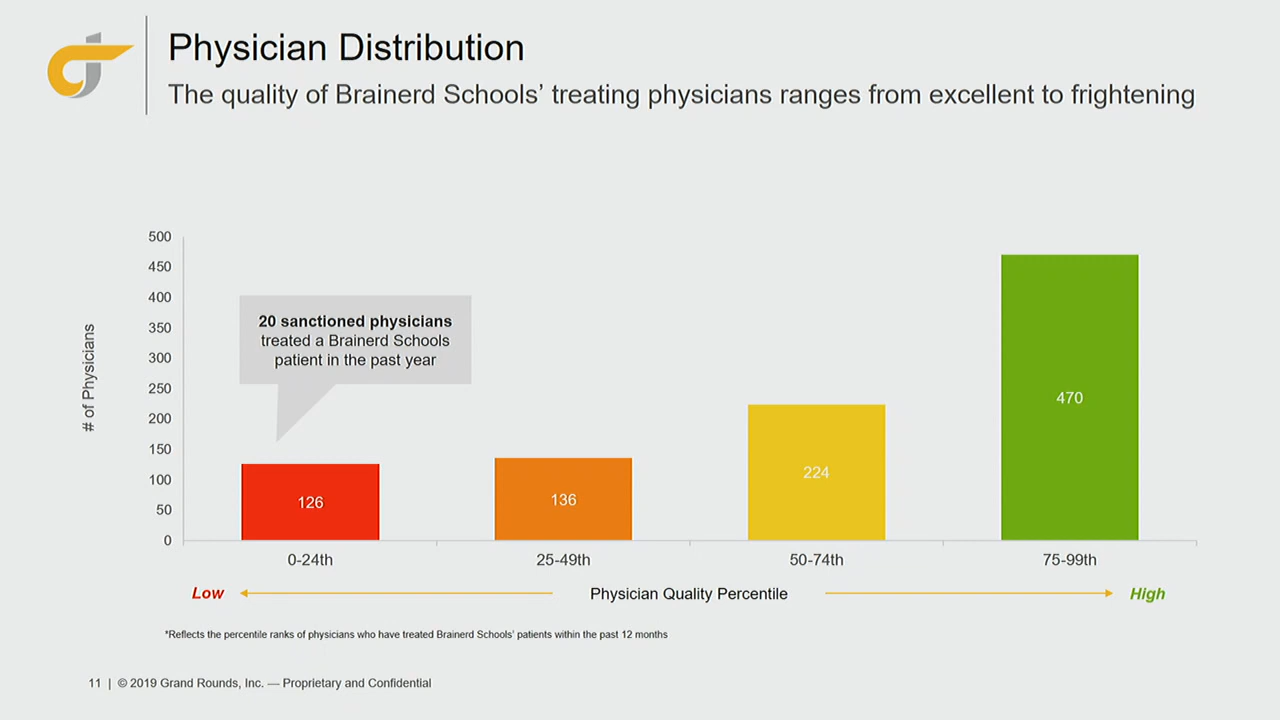 Physician Distribution
The quality of Brainerd Schools’ treating physicians ranges from excellent to frightening
500
450
400
350
300
250
200
150
100
50
0
# of Physicians
20 sanctioned physicians
treated a Brainerd Schools
patient in the past year
126
136
224
470
0-24th
25-49th
50-74th
75-99th
Low
Physician Quality Percentile
High
*Reflects the percentile ranks of physicians who have treated Brainerd Schools’ patients within the past 12 months
11 | © 2019 Grand Rounds, Inc. — Proprietary and Confidential